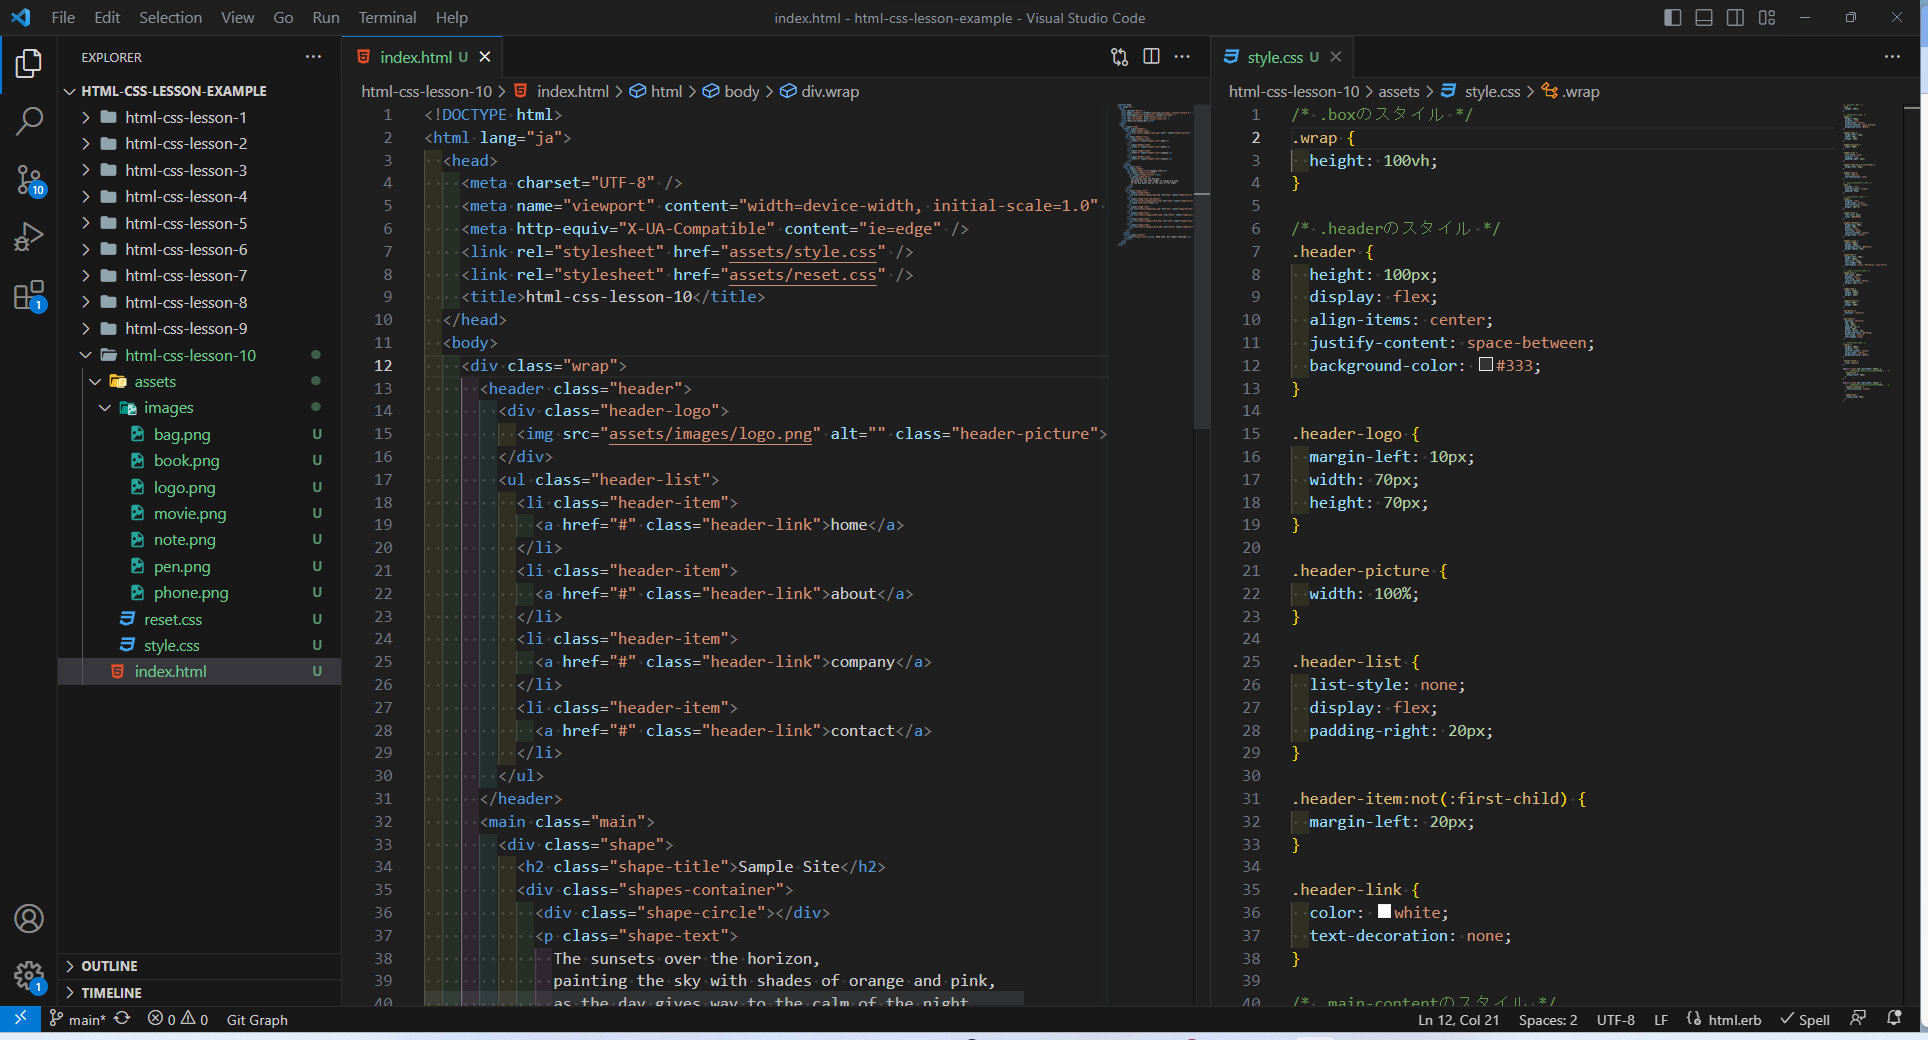 File Edit Selection View Go Run Terminal Help
index.html - html-css-lesson-example - Visual Studio Code
EXPLORER
HTML-CSS-LESSON-EXAMPLE
html-css-lesson-1
html-css-lesson-2
html-css-lesson-3
html-css-lesson-4
html-css-lesson-5
html-css-lesson-6
html-css-lesson-7
html-css-lesson-8
html-css-lesson-9
html-css-lesson-10
assets
images
bag.png U
book.png U
logo.png U
movie.png U
note.png U
pen.png U
phone.png U
reset.css U
style.css U
index.html U
OUTLINE
TIMELINE
10
1
1
index.html U
html-css-lesson-10 > index.html > html > body > div.wrap
1 <!DOCTYPE html>
2 <html lang="ja">
3 <head>
4 <meta charset="UTF-8" />
5 <meta name="viewport" content="width=device-width, initial-scale=1.0"
6 <meta http-equiv="X-UA-Compatible" content="ie=edge" />
7 <link rel="stylesheet" href="assets/style.css" />
8 <link rel="stylesheet" href="assets/reset.css" />
9 <title>html-css-lesson-10</title>
10 </head>
11 <body>
12 <div class="wrap">
13 <header class="header">
14 <div class="header-logo">
15 <img src="assets/images/logo.png" alt="" class="header-picture">
16 </div>
17 <ul class="header-list">
18 <li class="header-item">
19 <a href="#" class="header-link">home</a>
20 </li>
21 <li class="header-item">
22 <a href="#" class="header-link">about</a>
23 </li>
24 <li class="header-item">
25 <a href="#" class="header-link">company</a>
26 </li>
27 <li class="header-item">
28 <a href="#" class="header-link">contact</a>
29 </li>
30 </ul>
31 </header>
32 <main class="main">
33 <div class="shape">
34 <h2 class="shape-title">Sample Site</h2>
35 <div class="shapes-container">
36 <div class="shape-circle"></div>
37 <p class="shape-text">
38 The sunsets over the horizon,
39 painting the sky with shades of orange and pink,
40 as the day gives way to the calm of the night
style.css U
html-css-lesson-10 > assets > style.css > .wrap
1 /* .boxのスタイル */
2 .wrap {
3 height: 100vh;
4 }
5
6 /* .headerのスタイル */
7 .header {
8 height: 100px;
9 display: flex;
10 align-items: center;
11 justify-content: space-between;
12 background-color: #333;
13 }
14
15 .header-logo {
16 margin-left: 10px;
17 width: 70px;
18 height: 70px;
19 }
20
21 .header-picture {
22 width: 100%;
23 }
24
25 .header-list {
26 list-style: none;
27 display: flex;
28 padding-right: 20px;
29 }
30
31 .header-item:not(:first-child) {
32 margin-left: 20px;
33 }
34
35 .header-link {
36 color: white;
37 text-decoration: none;
38 }
39
40 /* main-contentのスタイル */
main* 0 0 Git Graph
Ln 12, Col 21 Spaces: 2 UTF-8 LF html.erb Spell